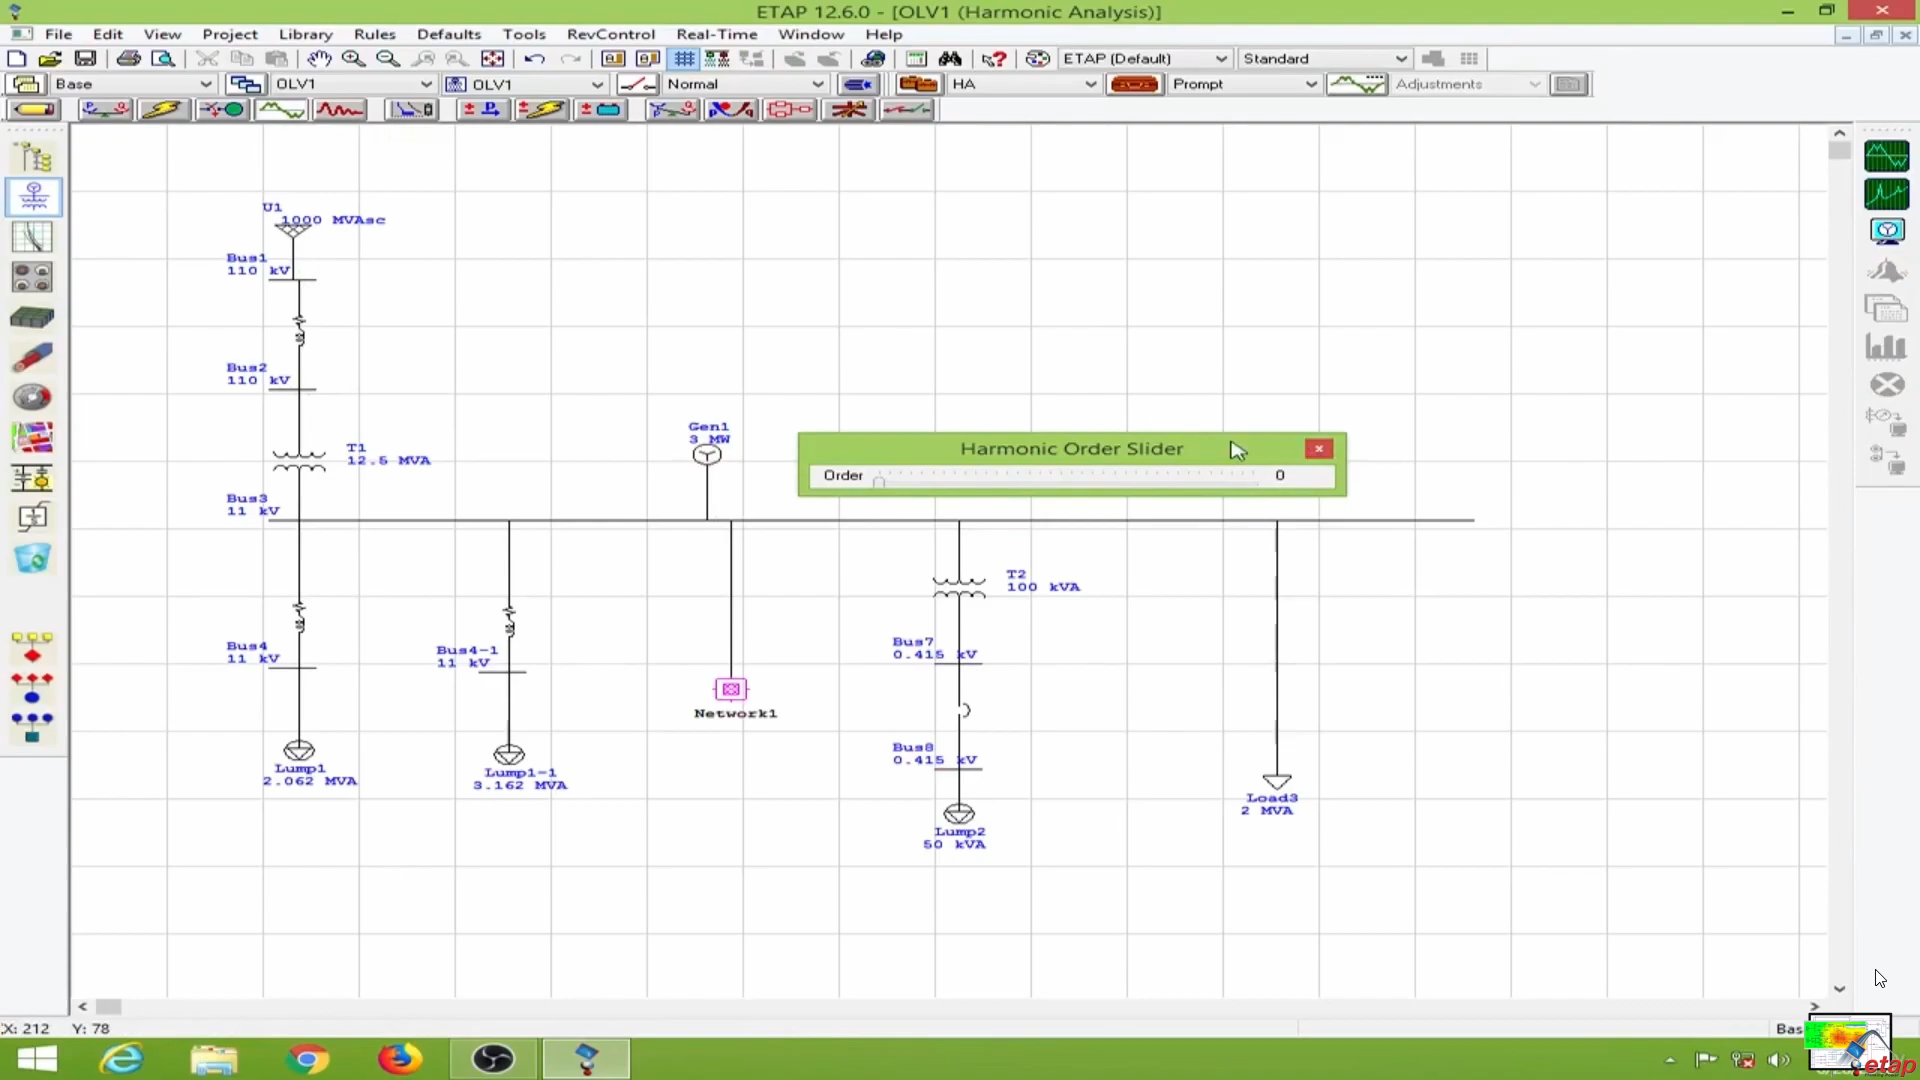 ETAP 12.6.0 - [OLV1 (Harmonic Analysis)]
File Edit View Project Library Rules Defaults Tools RevControl Real-Time Window Help
ETAP (Default) Standard
Base OLV1 OLV1 Normal HA Prompt Adjustments
U1
1000 MVAsc
Bus1
110 kV
Bus2
110 kV
T1
12.5 MVA
Gen1
3 MW
Harmonic Order Slider
Order 0
Bus3
11 kV
T2
100 kVA
Bus4
11 kV
Bus4-1
11 kV
Bus7
0.415 kV
Network1
Bus8
0.415 kV
Lump1
2.062 MVA
Lump1-1
3.162 MVA
Load3
2 MVA
Lump2
50 kVA
X: 212 Y: 78
Bas
etap